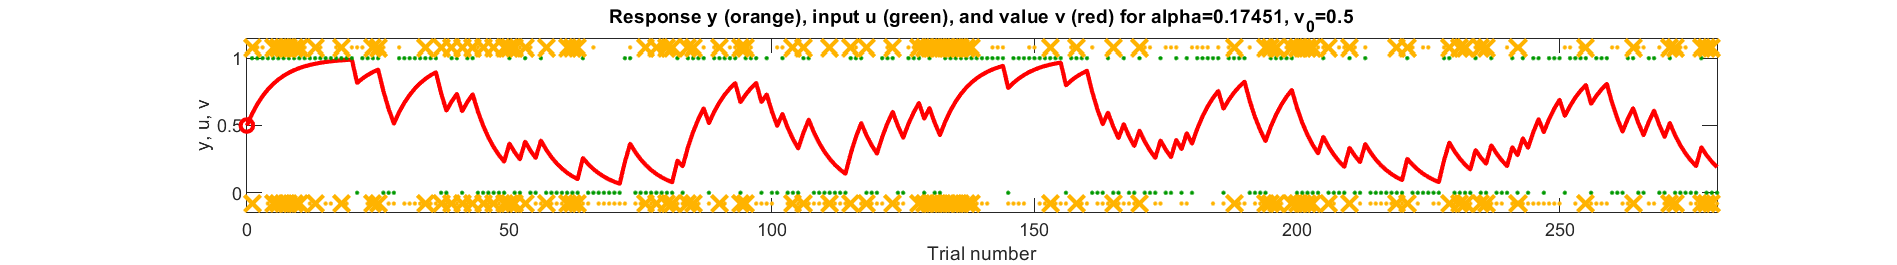 Response y (orange), input u (green), and value v (red) for alpha=0.17451, v0=0.5
y, u, v
1
0.5
0
0 50 100 150 200 250
Trial number